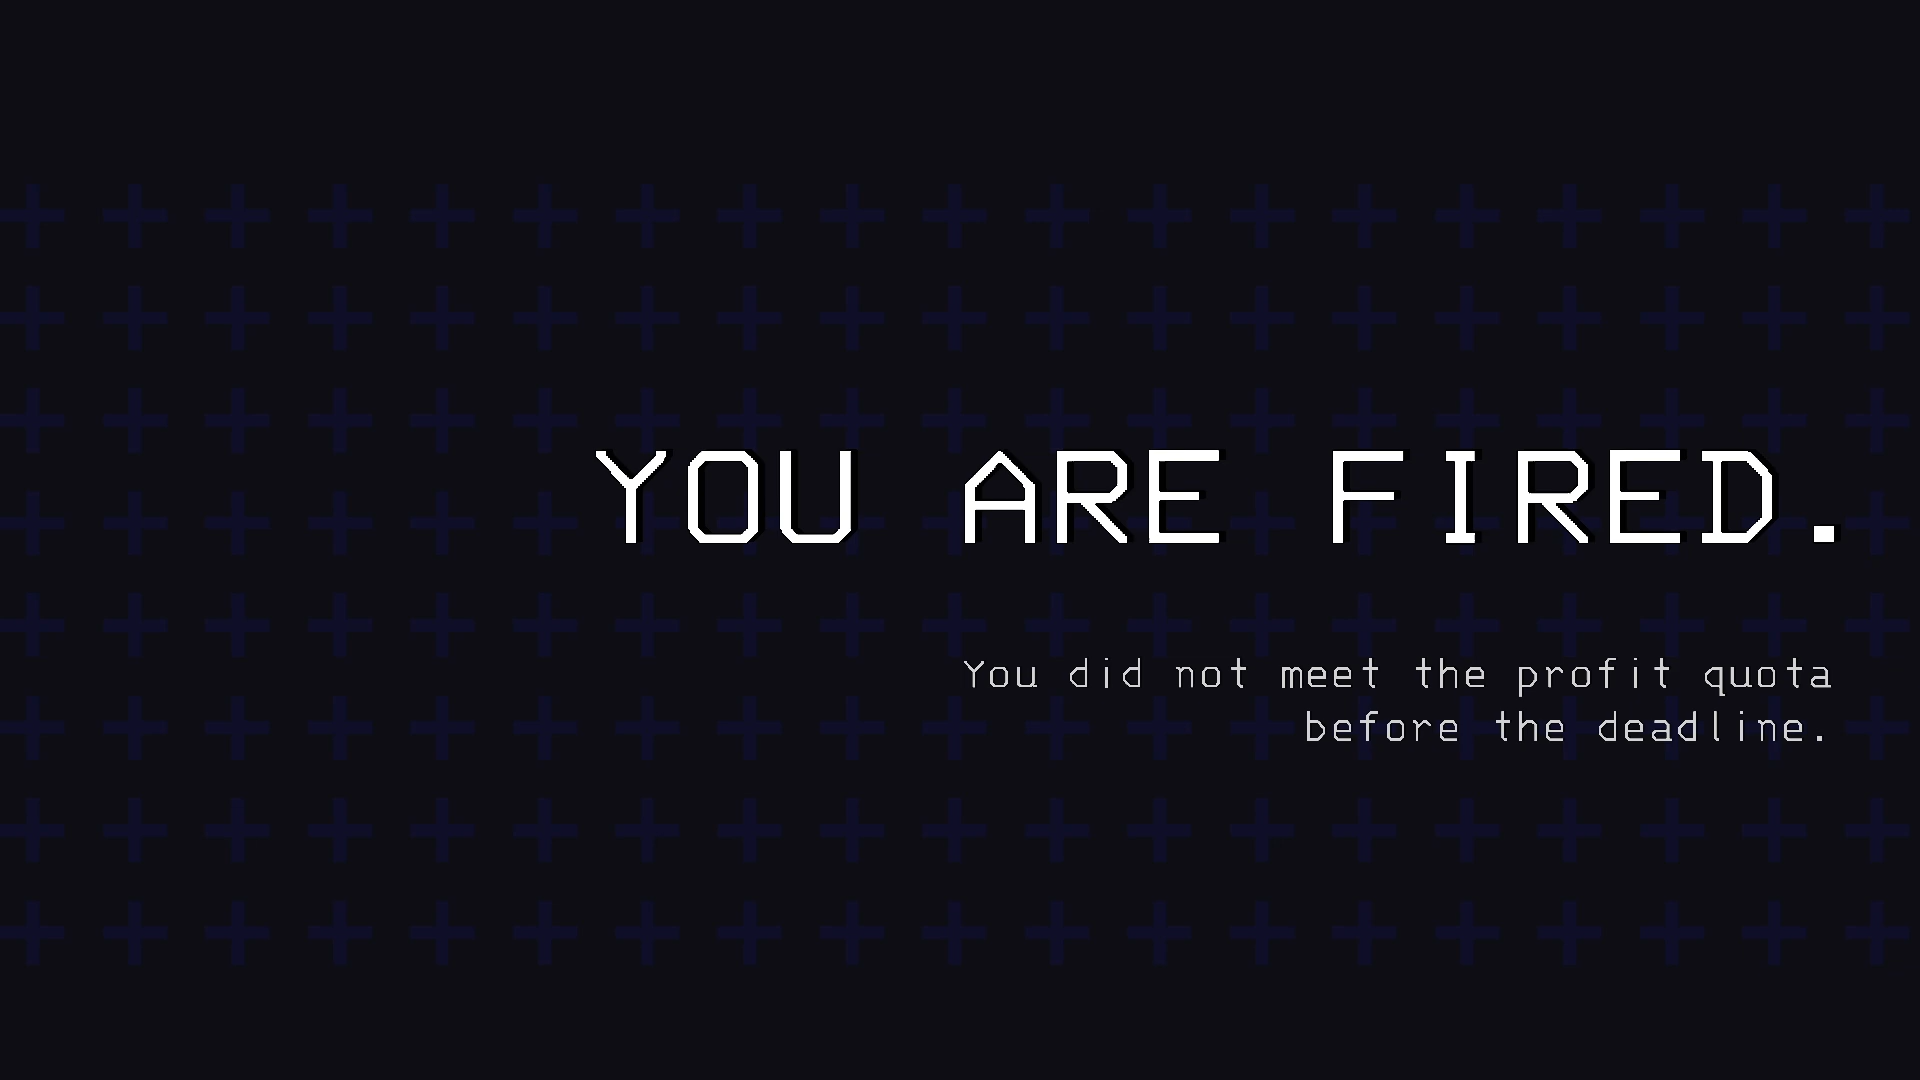 YOU ARE FIRED.
You did not meet the profit quota
before the deadline.